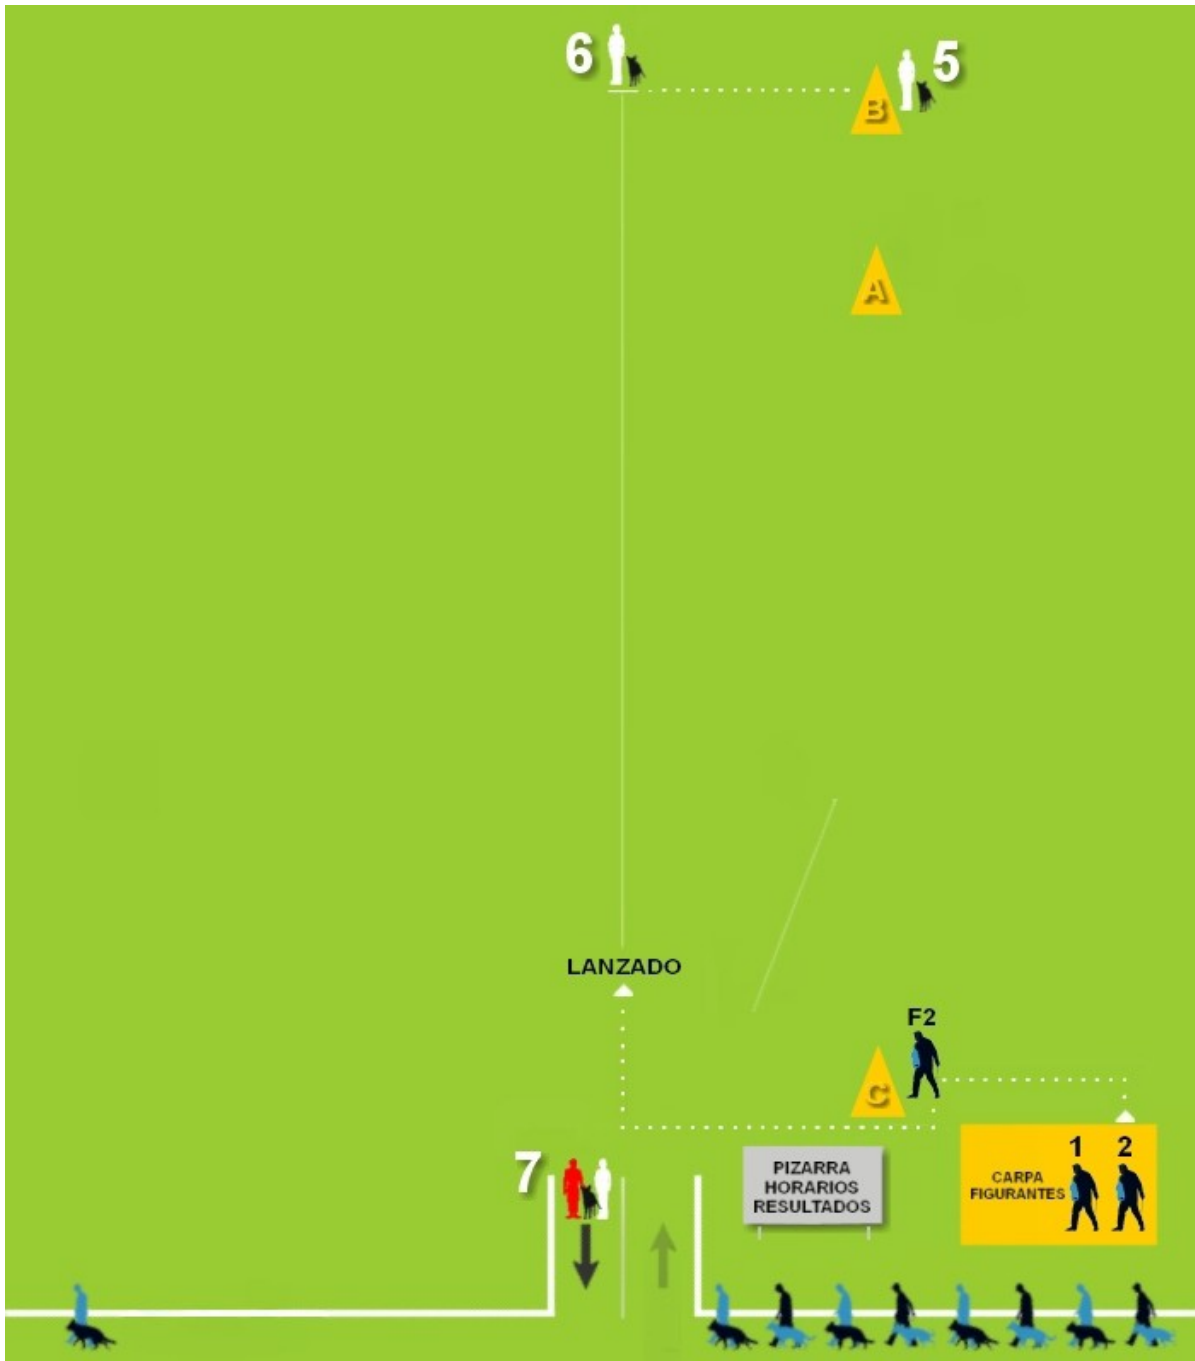 6
5
B
A
LANZADO
F2
C
7
PIZARRA
HORARIOS
RESULTADOS
1 2
CARPA
FIGURANTES